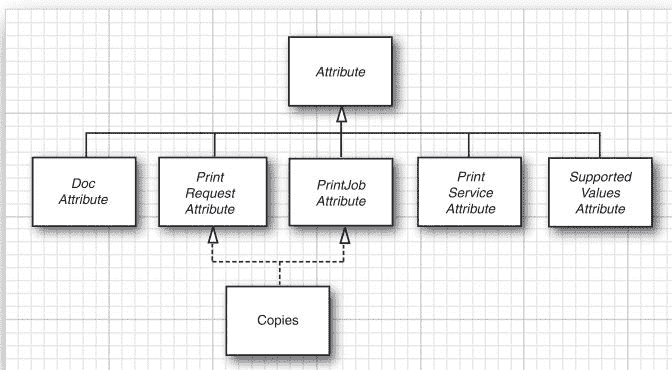 Attribute
Doc
Attribute
Print
Request
Attribute
PrintJob
Attribute
Print
Service
Attribute
Supported
Values
Attribute
Copies